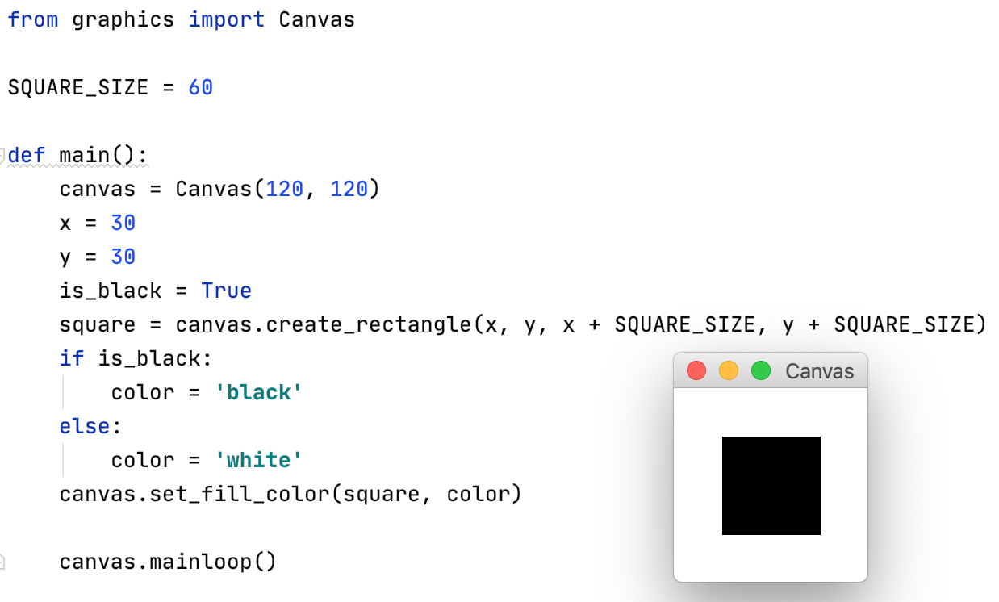 from graphics import Canvas
SQUARE_SIZE = 60
def main():
    canvas = Canvas(120, 120)
    x = 30
    y = 30
    is_black = True
    square = canvas.create_rectangle(x, y, x + SQUARE_SIZE, y + SQUARE_SIZE)
    if is_black:
        color = 'black'
    else:
        color = 'white'
    canvas.set_fill_color(square, color)
    canvas.mainloop()
Canvas